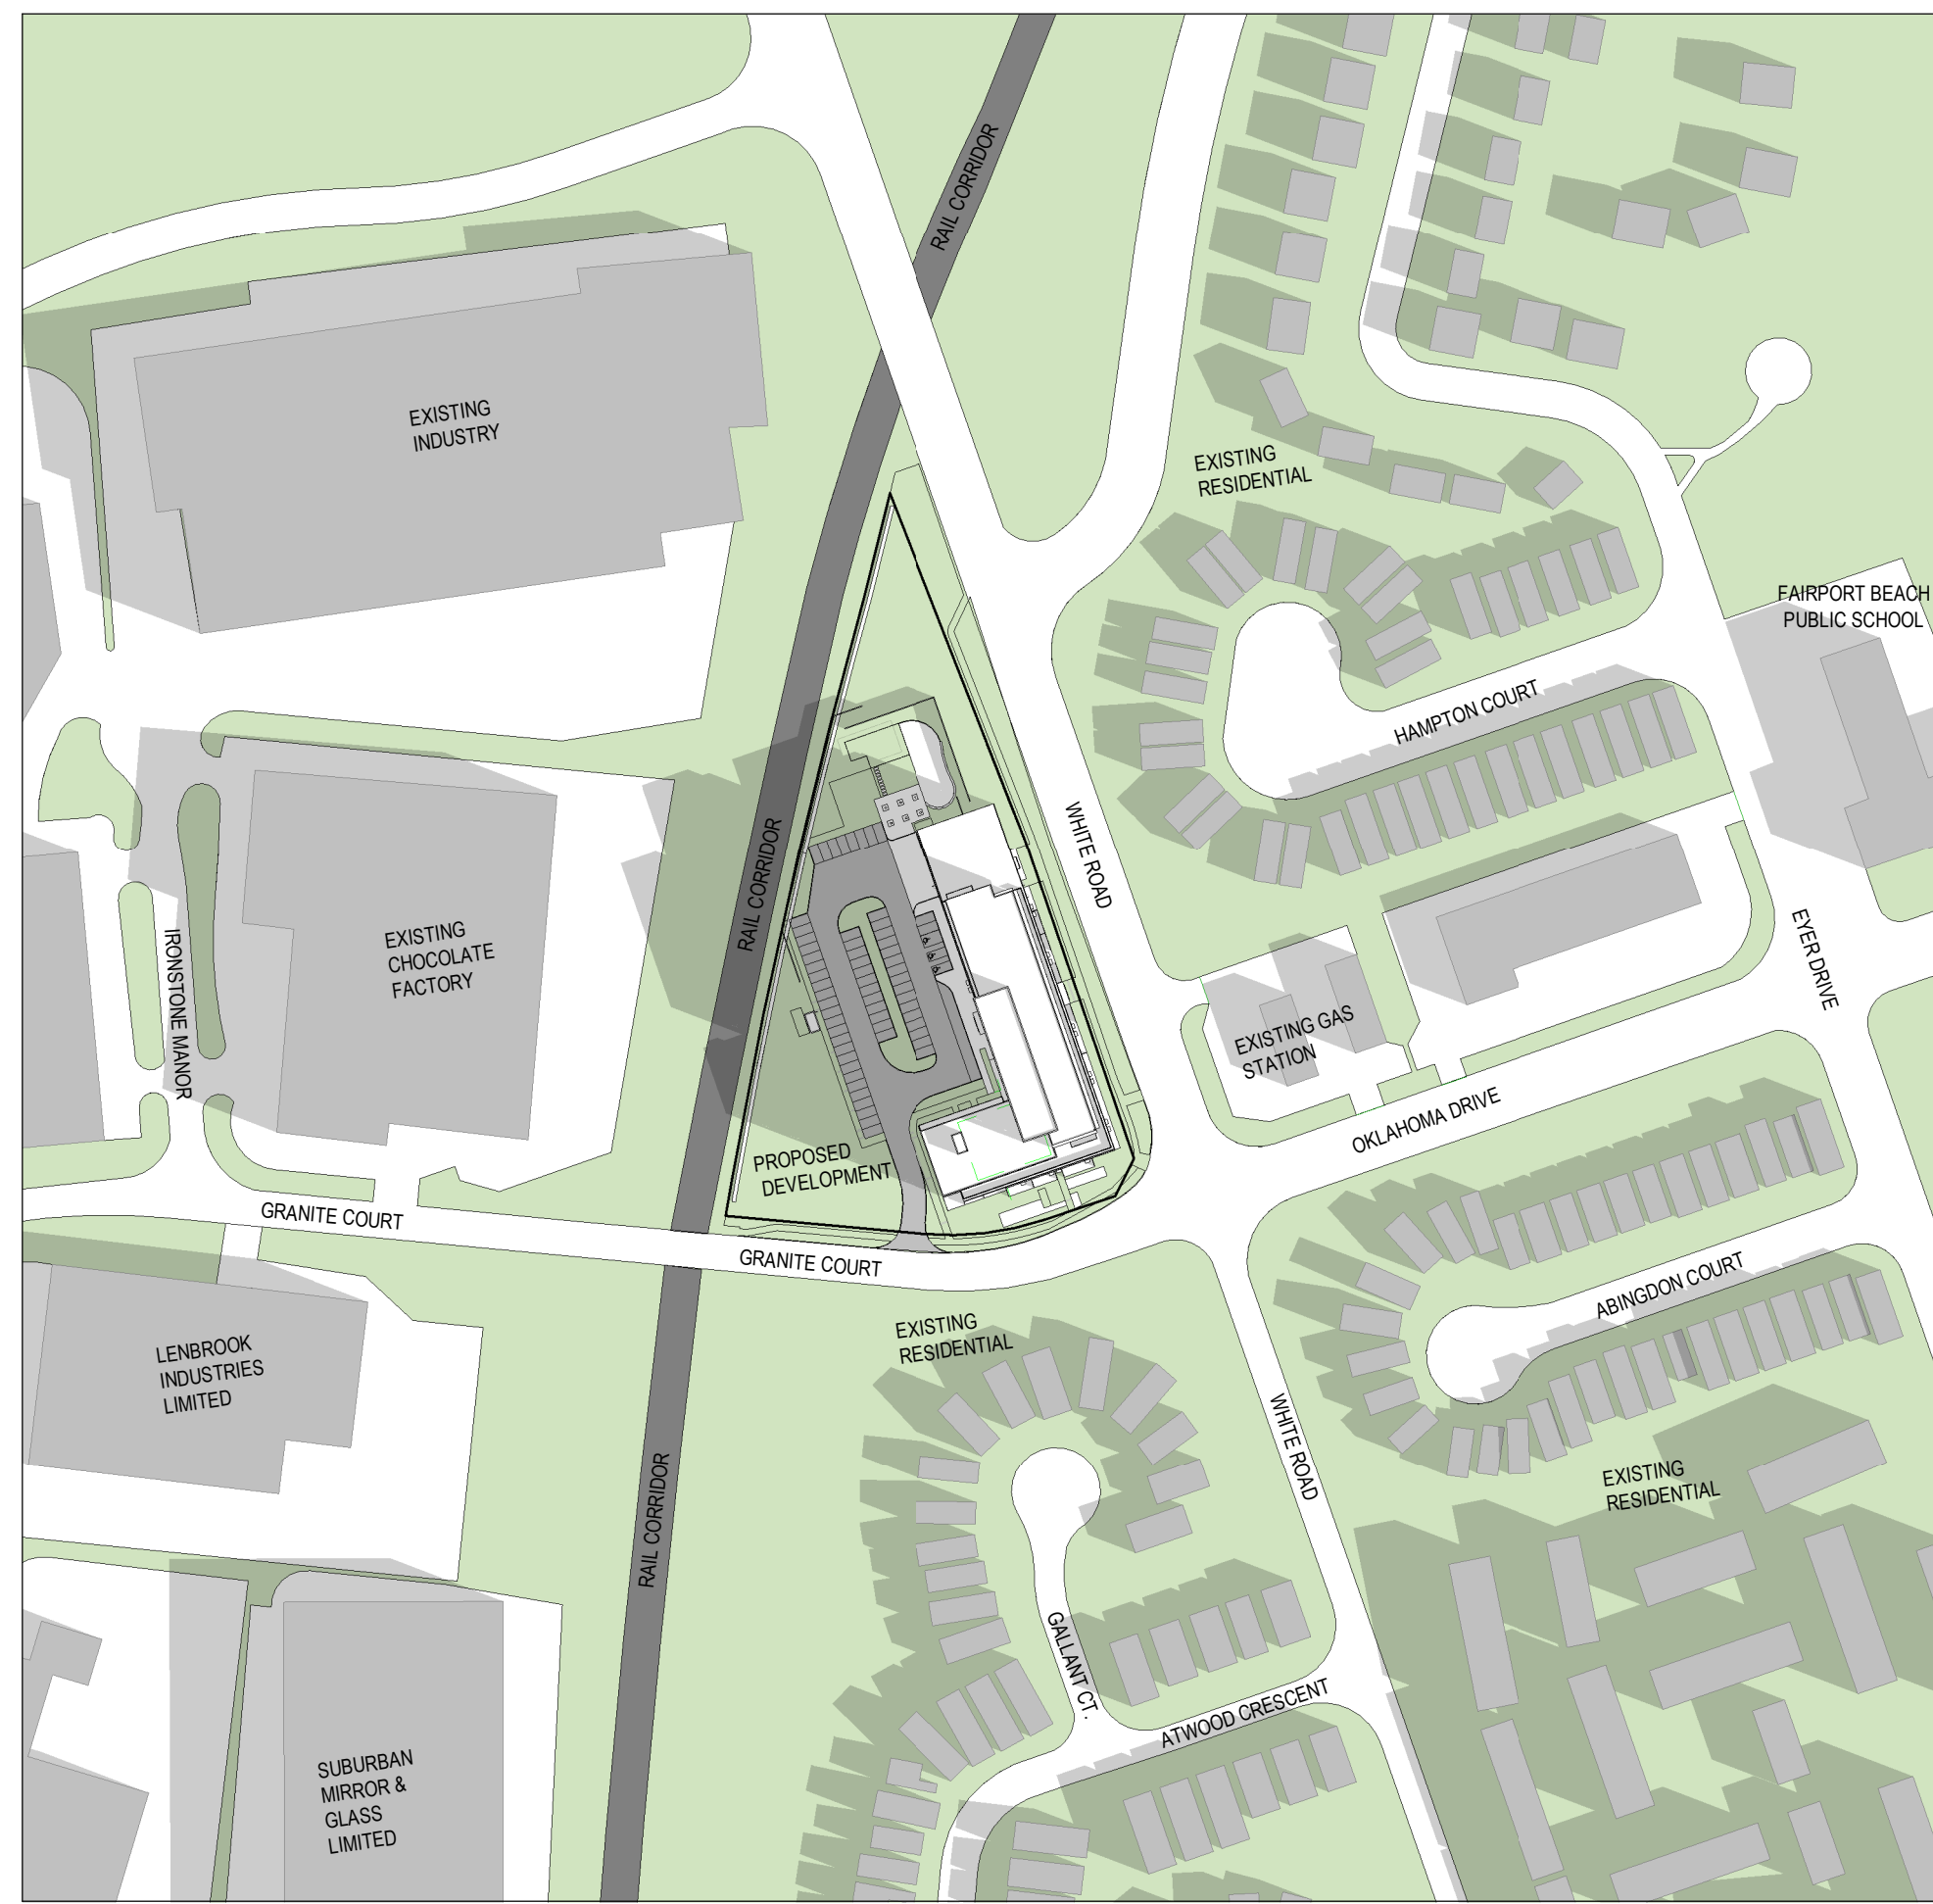 RAIL CORRIDOR
EXISTING
INDUSTRY
EXISTING
RESIDENTIAL
FAIRPORT BEACH
PUBLIC SCHOOL
HAMPTON COURT
WHITE ROAD
RAIL CORRIDOR
EXISTING
CHOCOLATE
FACTORY
IRONSTONE MANOR
EYER DRIVE
EXISTING GAS
STATION
OKLAHOMA DRIVE
PROPOSED
DEVELOPMENT
GRANITE COURT
GRANITE COURT
ABINGDON COURT
EXISTING
RESIDENTIAL
LENBROOK
INDUSTRIES
LIMITED
WHITE ROAD
EXISTING
RESIDENTIAL
RAIL CORRIDOR
GALLANT CT.
ATWOOD CRESCENT
SUBURBAN
MIRROR &
GLASS
LIMITED